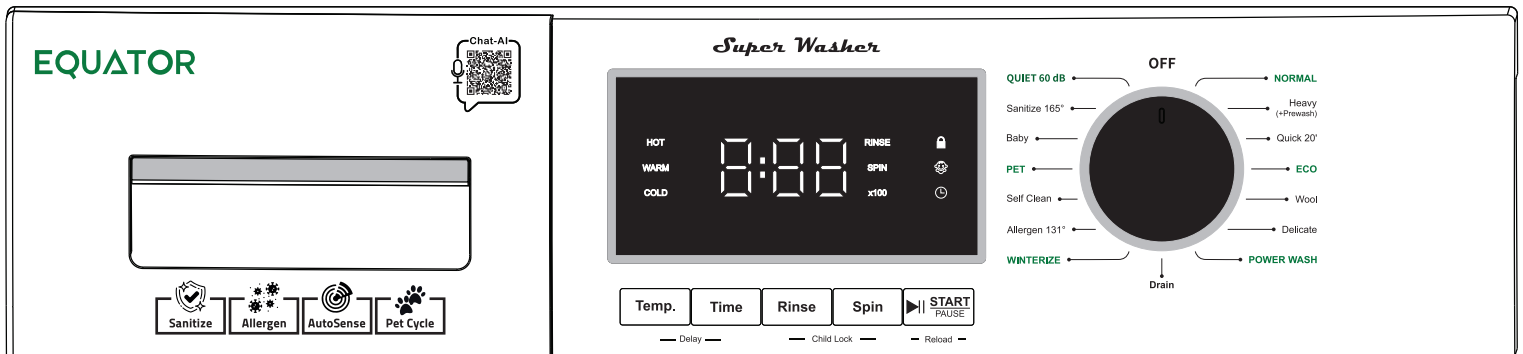 EQUATOR
Chat-AI
Sanitize
Allergen
AutoSense
Pet Cycle
Super Washer
HOT
WARM
COLD
8:88
RINSE
SPIN
x100
Temp.
Time
Rinse
Spin
START
PAUSE
Delay
Child Lock
Reload
OFF
QUIET 60 dB
Sanitize 165°
Baby
PET
Self Clean
Allergen 131°
WINTERIZE
NORMAL
Heavy
(+Prewash)
Quick 20'
ECO
Wool
Delicate
POWER WASH
Drain